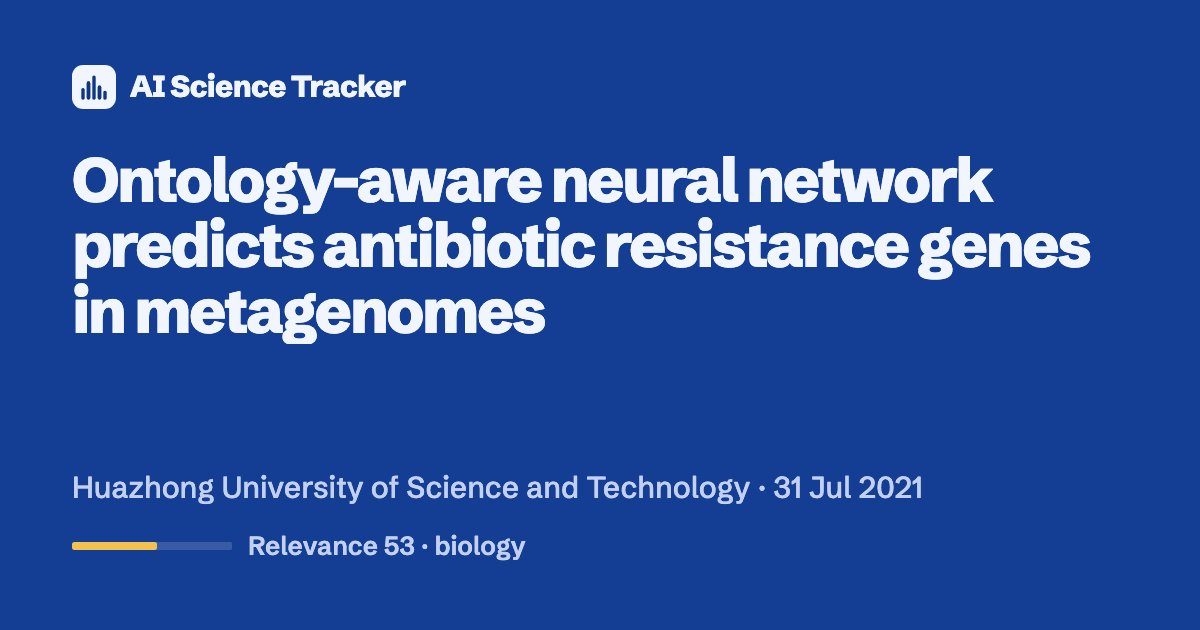 AI Science Tracker
Ontology-aware neural network
predicts antibiotic resistance genes
in metagenomes
Huazhong University of Science and Technology · 31 Jul 2021
Relevance 53 · biology